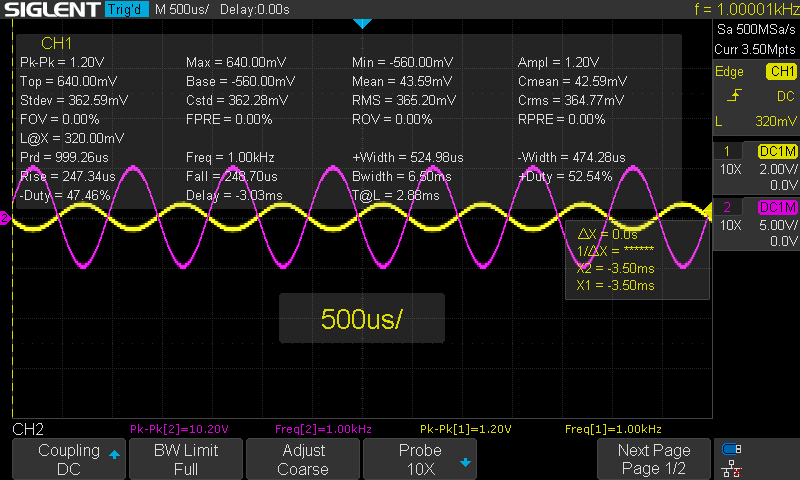 SIGLENT Trig'd M 500us/ Delay:0.00s f = 1.00001kHz
Sa 500MSa/s
Curr 3.50Mpts
CH1
Pk-Pk = 1.20V Max = 640.00mV Min = -560.00mV Ampl = 1.20V
Top = 640.00mV Base = -560.00mV Mean = 43.59mV Cmean = 42.59mV
Stdev = 362.59mV Cstd = 362.28mV RMS = 365.20mV Crms = 364.77mV
FOV = 0.00% FPRE = 0.00% ROV = 0.00% RPRE = 0.00%
L@X = 320.00mV
Prd = 999.26us Freq = 1.00kHz +Width = 524.98us -Width = 474.28us
Rise = 247.34us Fall = 248.70us Bwidth = 6.50ms +Duty = 52.54%
-Duty = 47.46% Delay = -3.03ms T@L = 2.88ms
Edge CH1
DC
L 320mV
1 DC1M
10X 2.00V/
0.0V
2 DC1M
10X 5.00V/
0.0V
2
ΔX = 0.0s
1/ΔX = ******
X2 = -3.50ms
X1 = -3.50ms
500us/
CH2 Pk-Pk[2]=10.20V Freq[2]=1.00kHz Pk-Pk[1]=1.20V Freq[1]=1.00kHz
Coupling
DC
BW Limit
Full
Adjust
Coarse
Probe
10X
Next Page
Page 1/2